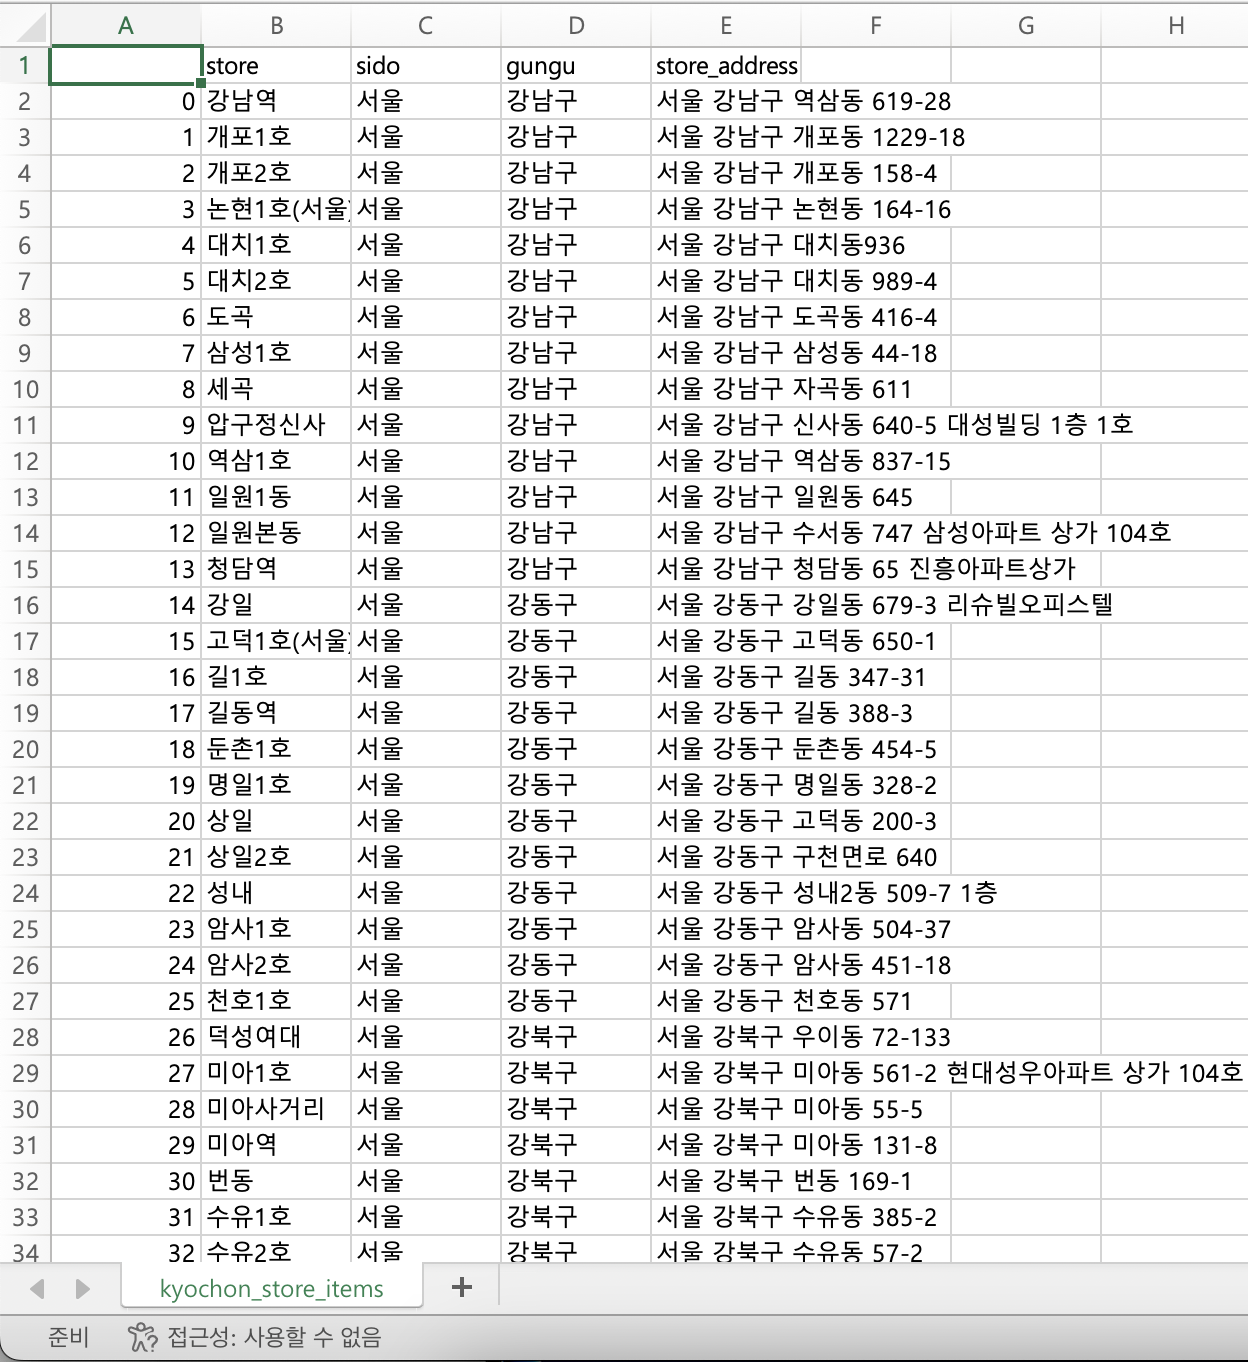 A B C D E F G H
1 store sido gungu store_address
2 0 강남역 서울 강남구 서울 강남구 역삼동 619-28
3 1 개포1호 서울 강남구 서울 강남구 개포동 1229-18
4 2 개포2호 서울 강남구 서울 강남구 개포동 158-4
5 3 논현1호(서울) 서울 강남구 서울 강남구 논현동 164-16
6 4 대치1호 서울 강남구 서울 강남구 대치동936
7 5 대치2호 서울 강남구 서울 강남구 대치동 989-4
8 6 도곡 서울 강남구 서울 강남구 도곡동 416-4
9 7 삼성1호 서울 강남구 서울 강남구 삼성동 44-18
10 8 세곡 서울 강남구 서울 강남구 자곡동 611
11 9 압구정신사 서울 강남구 서울 강남구 신사동 640-5 대성빌딩 1층 1호
12 10 역삼1호 서울 강남구 서울 강남구 역삼동 837-15
13 11 일원1동 서울 강남구 서울 강남구 일원동 645
14 12 일원본동 서울 강남구 서울 강남구 수서동 747 삼성아파트 상가 104호
15 13 청담역 서울 강남구 서울 강남구 청담동 65 진흥아파트상가
16 14 강일 서울 강동구 서울 강동구 강일동 679-3 리슈빌오피스텔
17 15 고덕1호(서울) 서울 강동구 서울 강동구 고덕동 650-1
18 16 길1호 서울 강동구 서울 강동구 길동 347-31
19 17 길동역 서울 강동구 서울 강동구 길동 388-3
20 18 둔촌1호 서울 강동구 서울 강동구 둔촌동 454-5
21 19 명일1호 서울 강동구 서울 강동구 명일동 328-2
22 20 상일 서울 강동구 서울 강동구 고덕동 200-3
23 21 상일2호 서울 강동구 서울 강동구 구천면로 640
24 22 성내 서울 강동구 서울 강동구 성내2동 509-7 1층
25 23 암사1호 서울 강동구 서울 강동구 암사동 504-37
26 24 암사2호 서울 강동구 서울 강동구 암사동 451-18
27 25 천호1호 서울 강동구 서울 강동구 천호동 571
28 26 덕성여대 서울 강북구 서울 강북구 우이동 72-133
29 27 미아1호 서울 강북구 서울 강북구 미아동 561-2 현대성우아파트 상가 104호
30 28 미아사거리 서울 강북구 서울 강북구 미아동 55-5
31 29 미아역 서울 강북구 서울 강북구 미아동 131-8
32 30 번동 서울 강북구 서울 강북구 번동 169-1
33 31 수유1호 서울 강북구 서울 강북구 수유동 385-2
34 32 수유2호 서울 강북구 서울 강북구 수유동 57-2
kyochon_store_items +
준비 접근성: 사용할 수 없음